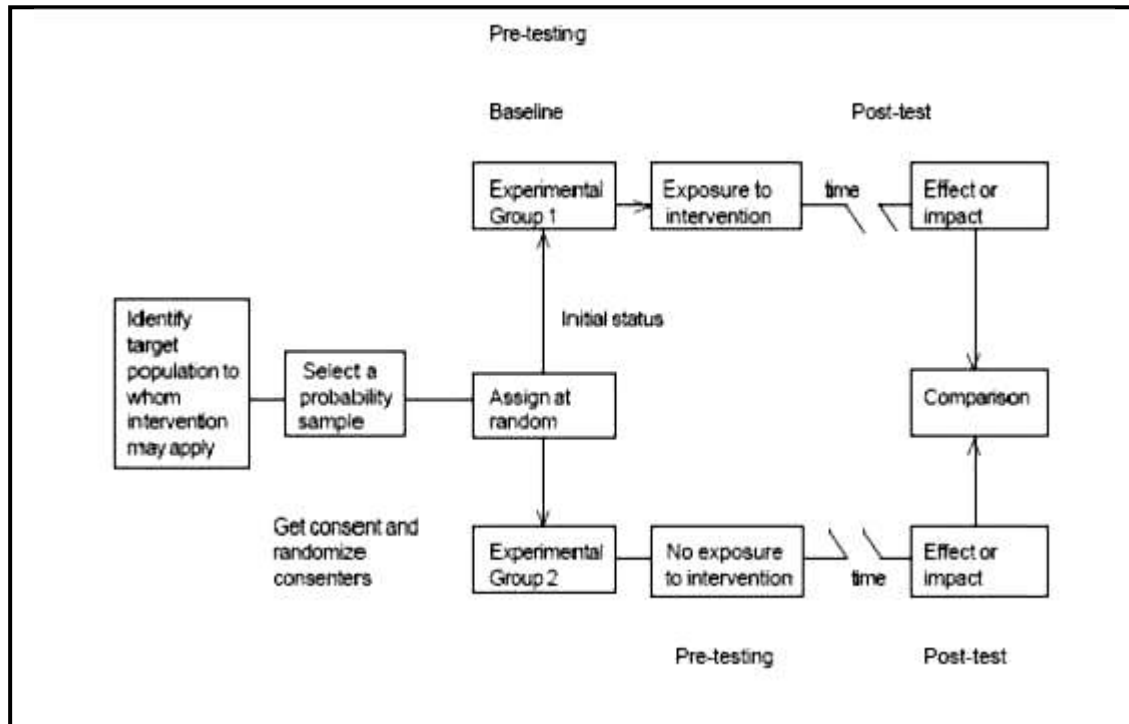 Pre-testing
Baseline
Post-test
Experimental
Group 1
Exposure to
intervention
time
Effect or
impact
Initial status
Identify
target
population to
whom
intervention
may apply
Select a
probability
sample
Assign at
random
Comparison
Get consent and
randomize
consenters
Experimental
Group 2
No exposure
to intervention
time
Effect or
impact
Pre-testing
Post-test